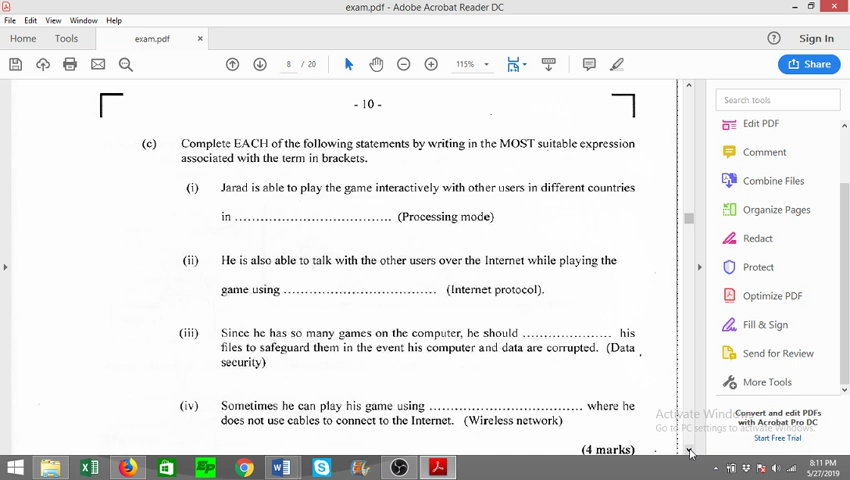 exam.pdf - Adobe Acrobat Reader DC
File Edit View Window Help
Home Tools exam.pdf × Sign In
8 / 20 115% Share
- 10 -
(c) Complete EACH of the following statements by writing in the MOST suitable expression
associated with the term in brackets.
(i) Jarad is able to play the game interactively with other users in different countries
in ....................................... (Processing mode)
(ii) He is also able to talk with the other users over the Internet while playing the
game using ...................................... (Internet protocol).
(iii) Since he has so many games on the computer, he should ...................... his
files to safeguard them in the event his computer and data are corrupted. (Data
security)
(iv) Sometimes he can play his game using ....................................... where he
does not use cables to connect to the Internet. (Wireless network)
(4 marks)
Search tools
Edit PDF
Comment
Combine Files
Organize Pages
Redact
Protect
Optimize PDF
Fill & Sign
Send for Review
More Tools
Activate Windows
Go to PC settings to activate Windows.
Convert and edit PDFs
with Acrobat Pro DC
Start Free Trial
Ep
8:11 PM
5/27/2019